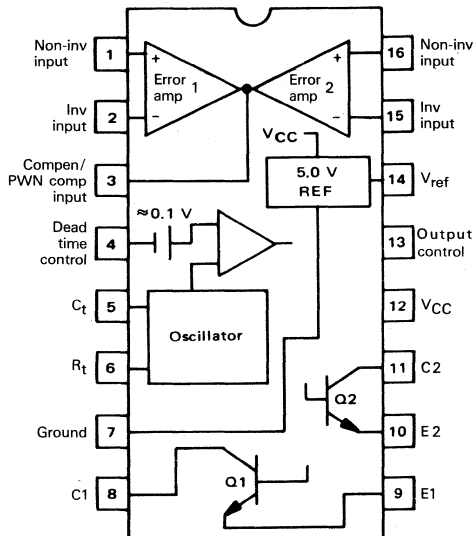 Non-inv
input
1
+
Error
amp 1
−
Inv
input
2
Compen/
PWN comp
input
3
Dead
time
control
4
≈0.1 V
Ct
5
Rt
6
Oscillator
Ground
7
C1
8
Q1
+
Error
amp 2
−
16
Non-inv
input
15
Inv
input
VCC
5.0 V
REF
14
Vref
13
Output
control
12
VCC
11
C2
Q2
10
E2
9
E1